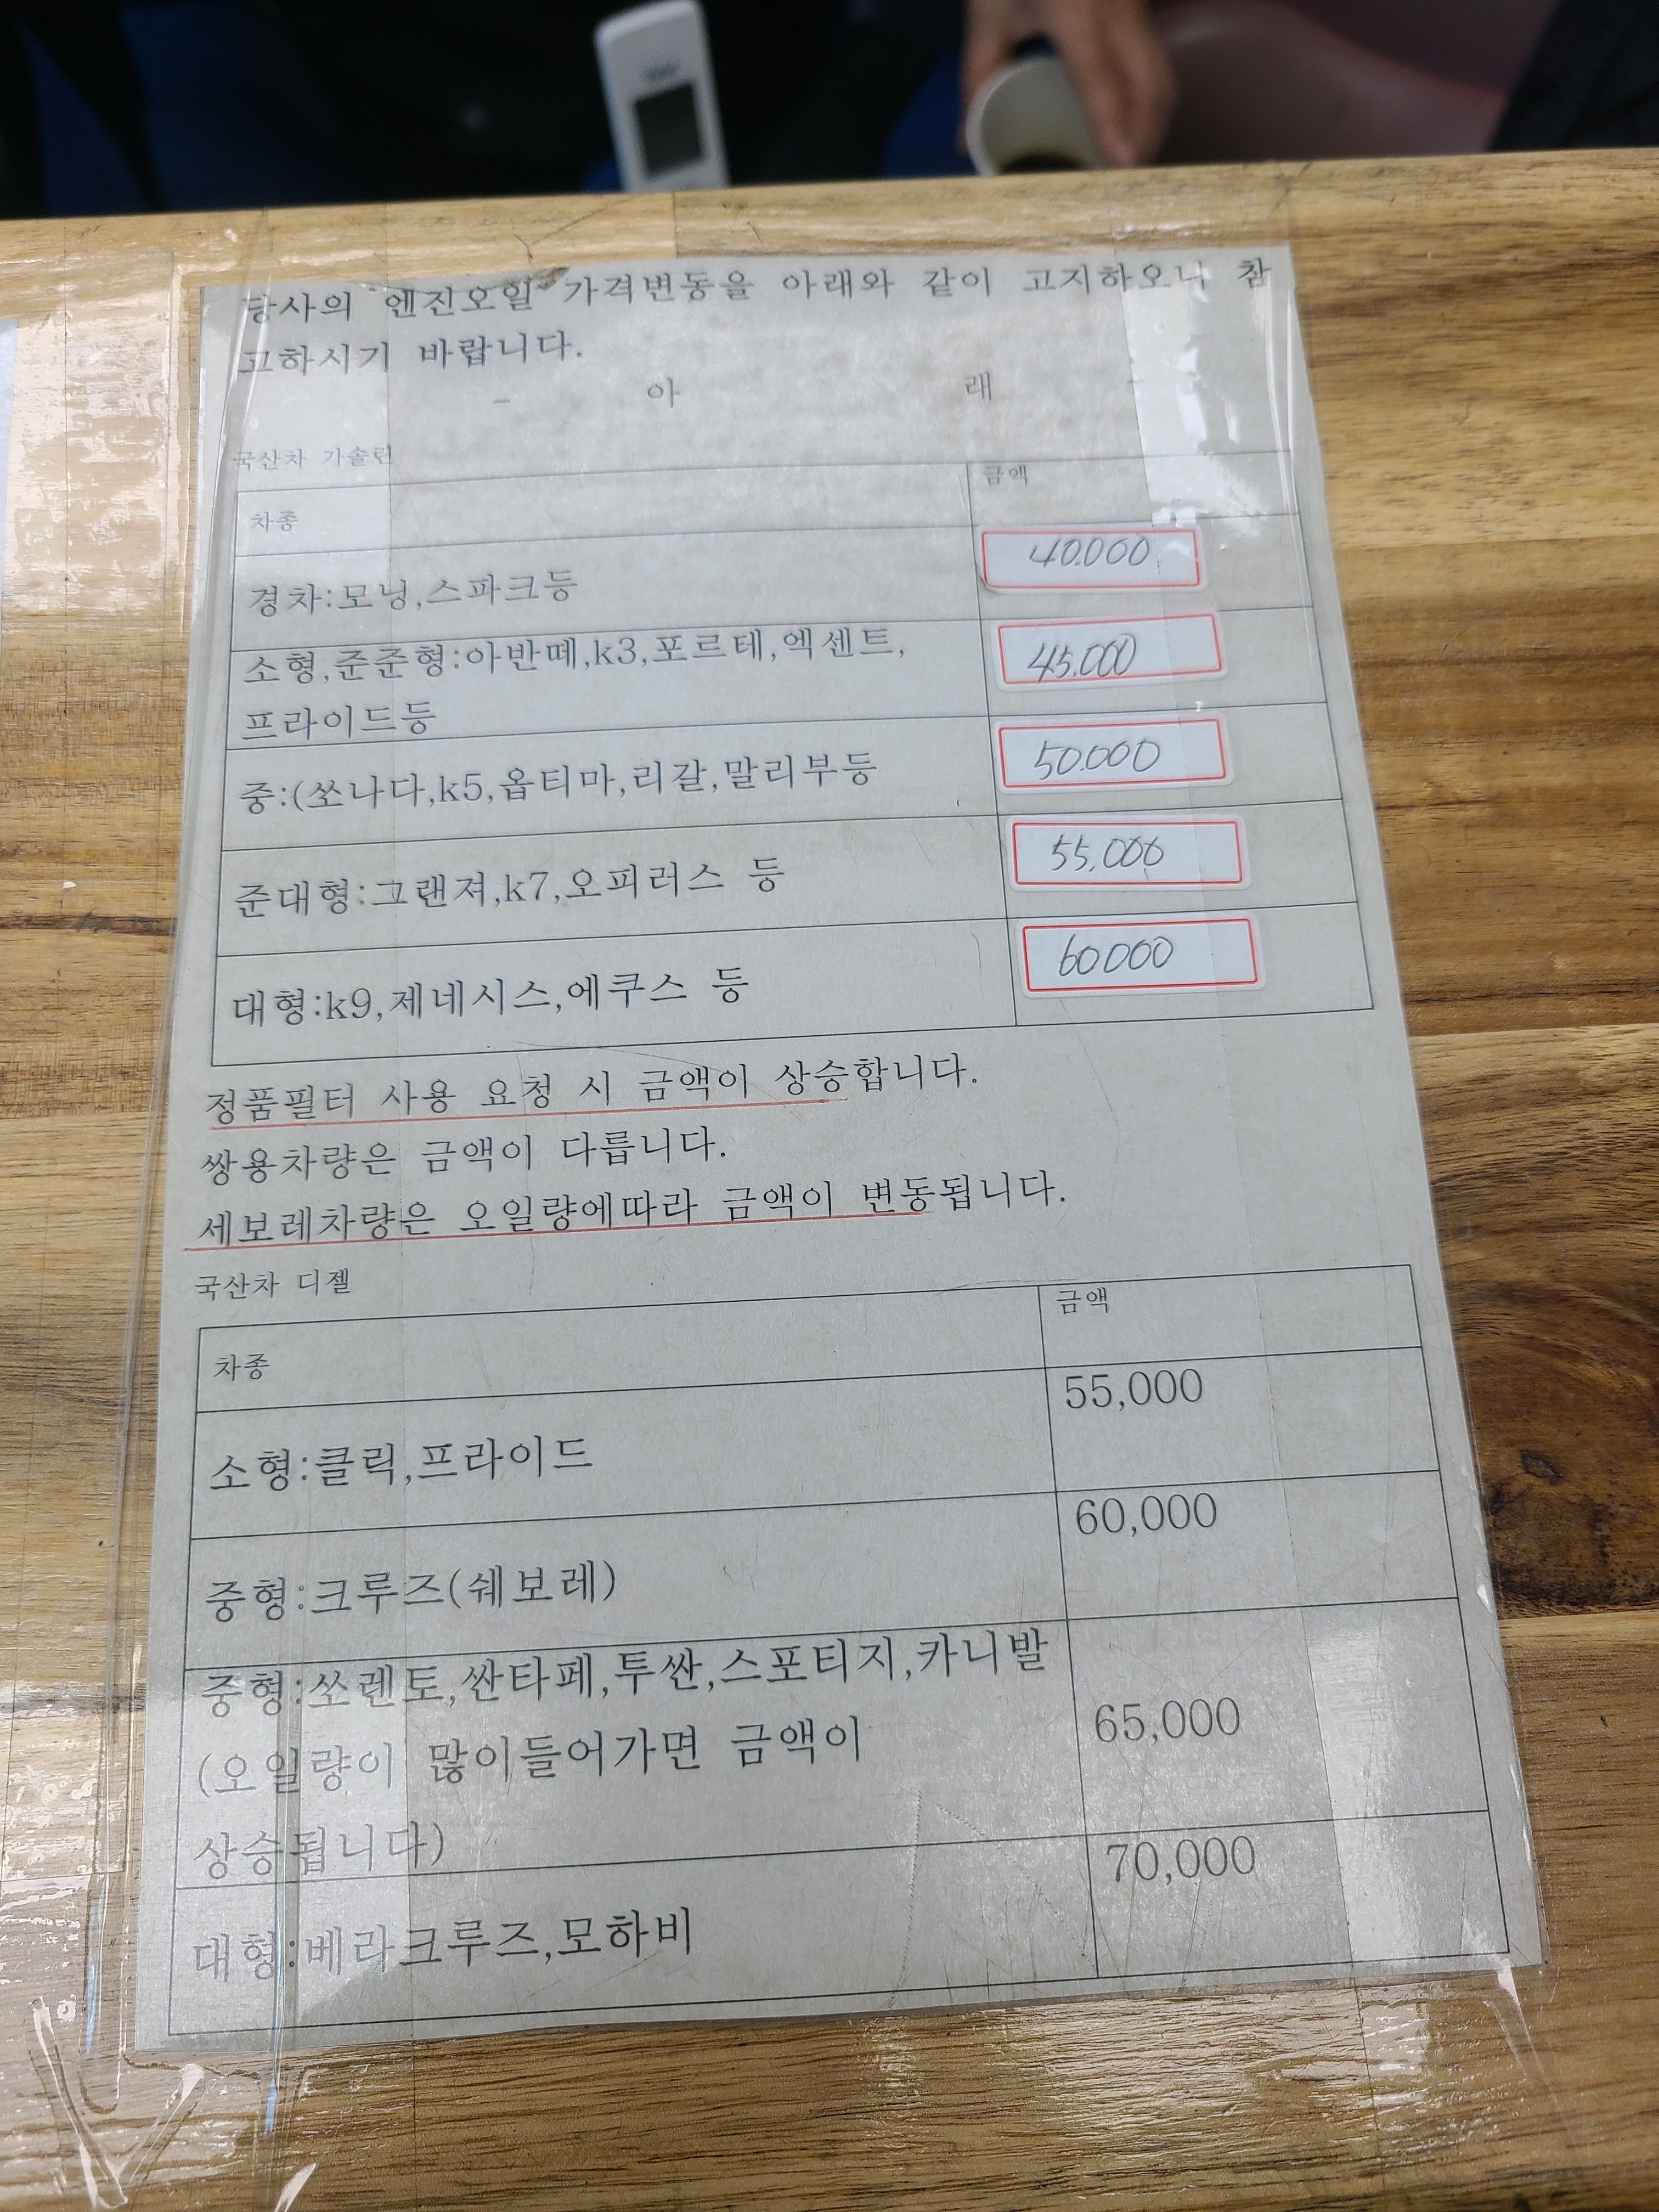 당사의 엔진오일 가격변동을 아래와 같이 고지하오니 참
고하시기 바랍니다.
- 아 래 -
국산차 가솔린
차종 금액
경차:모닝,스파크등 40.000
소형,준준형:아반떼,k3,포르테,엑센트, 45.000
프라이드등
중:(쏘나다,k5,옵티마,리갈,말리부등 50.000
준대형:그랜져,k7,오피러스 등 55,000
대형:k9,제네시스,에쿠스 등 60000
정품필터 사용 요청 시 금액이 상승합니다.
쌍용차량은 금액이 다릅니다.
세보레차량은 오일량에따라 금액이 변동됩니다.
국산차 디젤
차종 금액
소형:클릭,프라이드 55,000
중형:크루즈(쉐보레) 60,000
중형:쏘렌토,싼타페,투싼,스포티지,카니발
(오일량이 많이들어가면 금액이 65,000
상승됩니다)
대형:베라크루즈,모하비 70,000